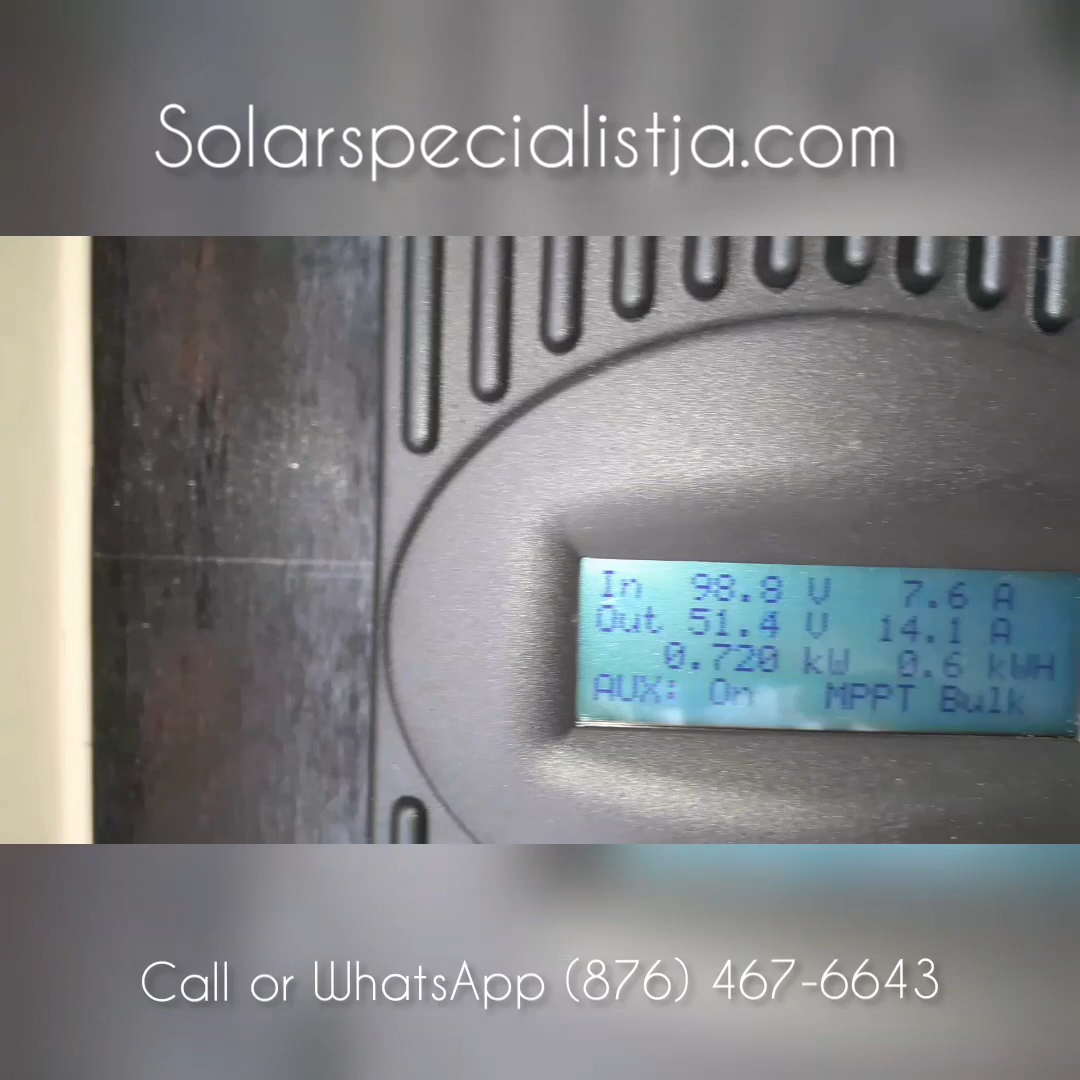 Solarspecialistja.com
In 98.8 V 7.6 A
Out 51.4 V 14.1 A
0.720 kW 0.6 kWH
AUX: On MPPT Bulk
Call or WhatsApp (876) 467-6643